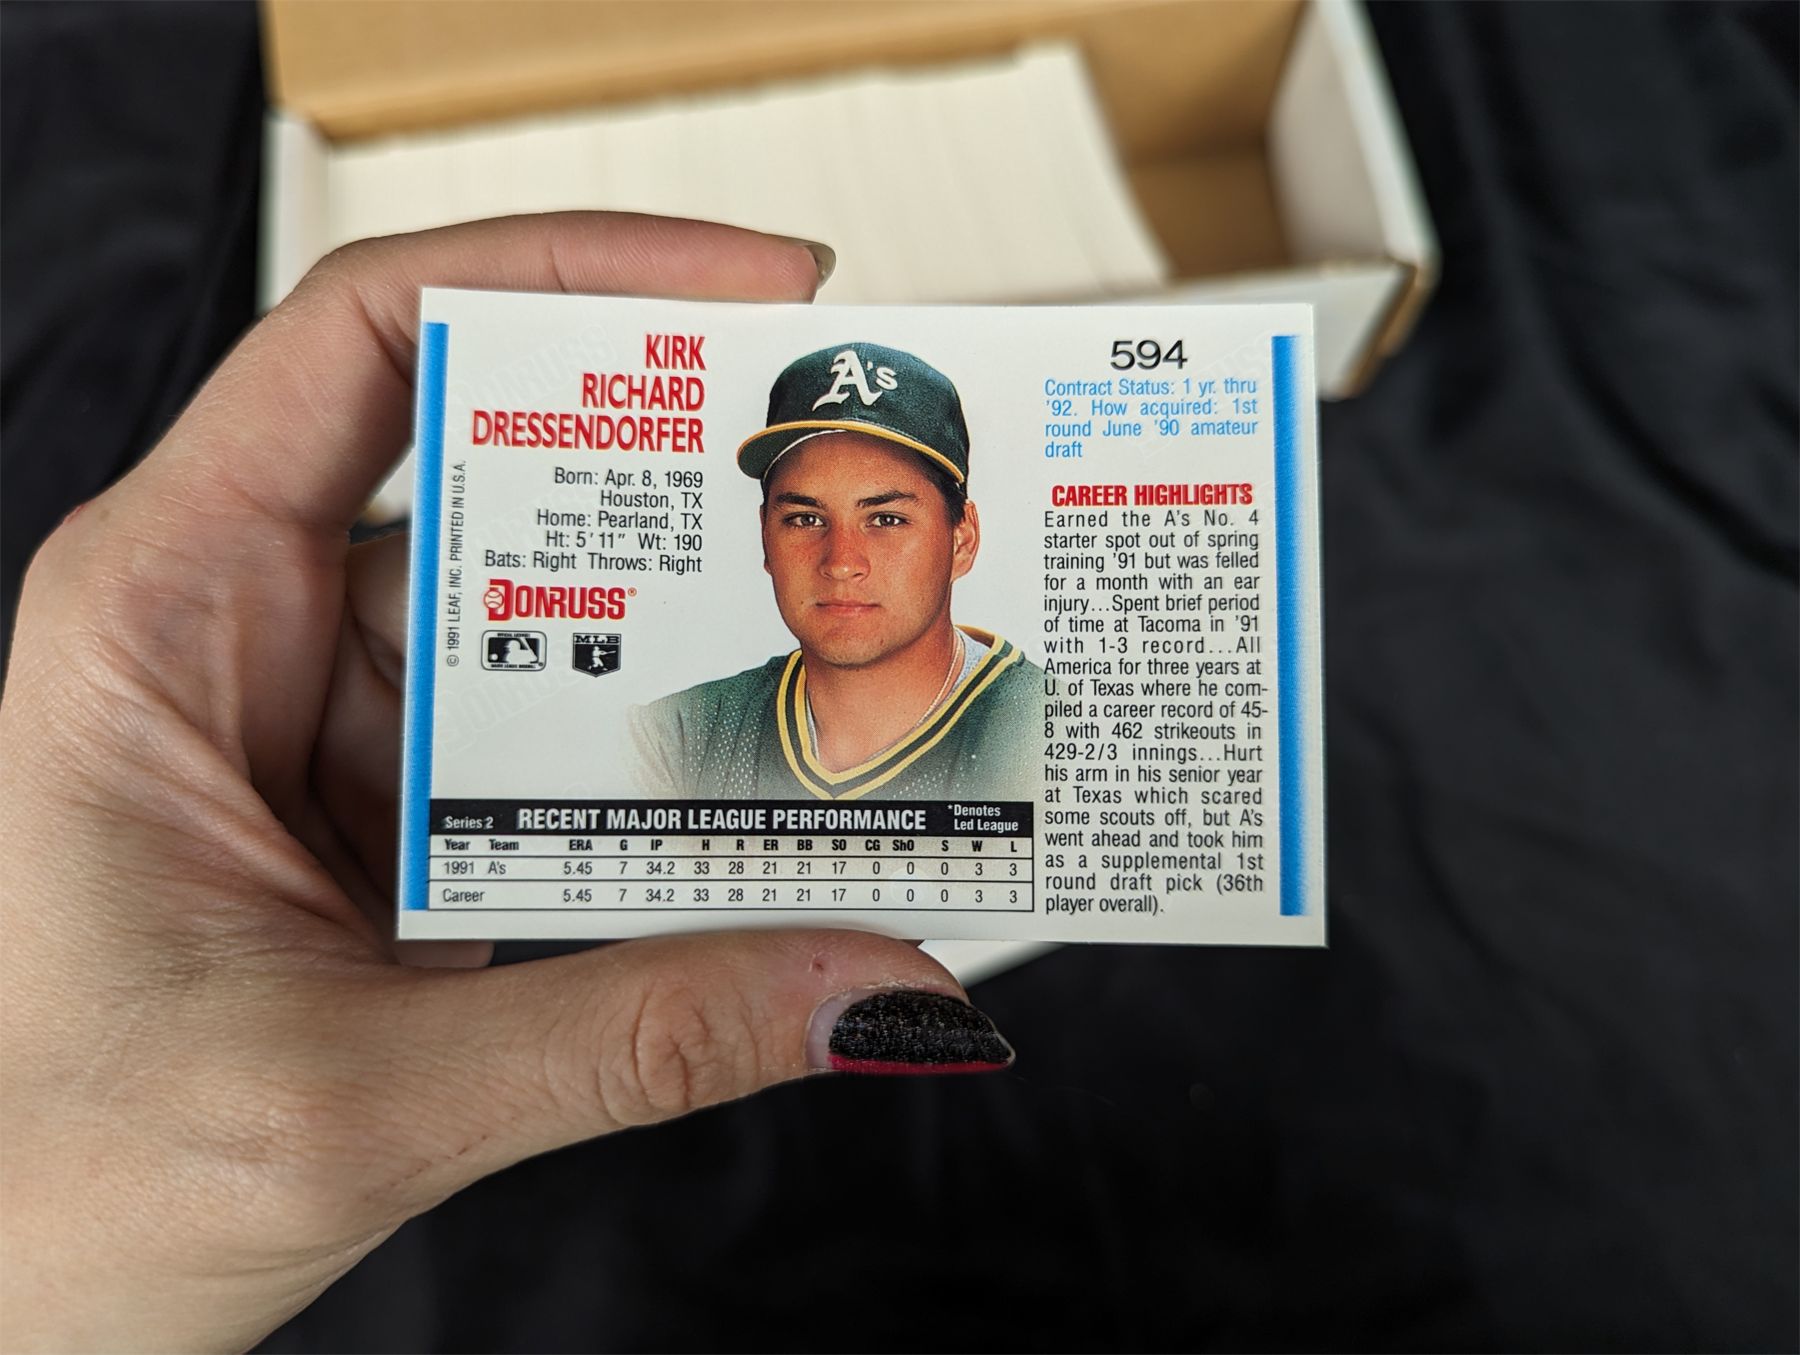 KIRK
RICHARD
DRESSENDORFER
Born: Apr. 8, 1969
Houston, TX
Home: Pearland, TX
Ht: 5' 11" Wt: 190
Bats: Right Throws: Right
DONRUSS®
MLB
© 1991 LEAF, INC. PRINTED IN U.S.A.
A's
594
Contract Status: 1 yr. thru
'92. How acquired: 1st
round June '90 amateur
draft
CAREER HIGHLIGHTS
Earned the A's No. 4
starter spot out of spring
training '91 but was felled
for a month with an ear
injury...Spent brief period
of time at Tacoma in '91
with 1-3 record...All
America for three years at
U. of Texas where he com-
piled a career record of 45-
8 with 462 strikeouts in
429-2/3 innings...Hurt
his arm in his senior year
at Texas which scared
some scouts off, but A's
went ahead and took him
as a supplemental 1st
round draft pick (36th
player overall).
Series 2 RECENT MAJOR LEAGUE PERFORMANCE *Denotes
Led League
Year Team ERA G IP H R ER BB SO CG ShO S W L
1991 A's 5.45 7 34.2 33 28 21 21 17 0 0 0 3 3
Career 5.45 7 34.2 33 28 21 21 17 0 0 0 3 3